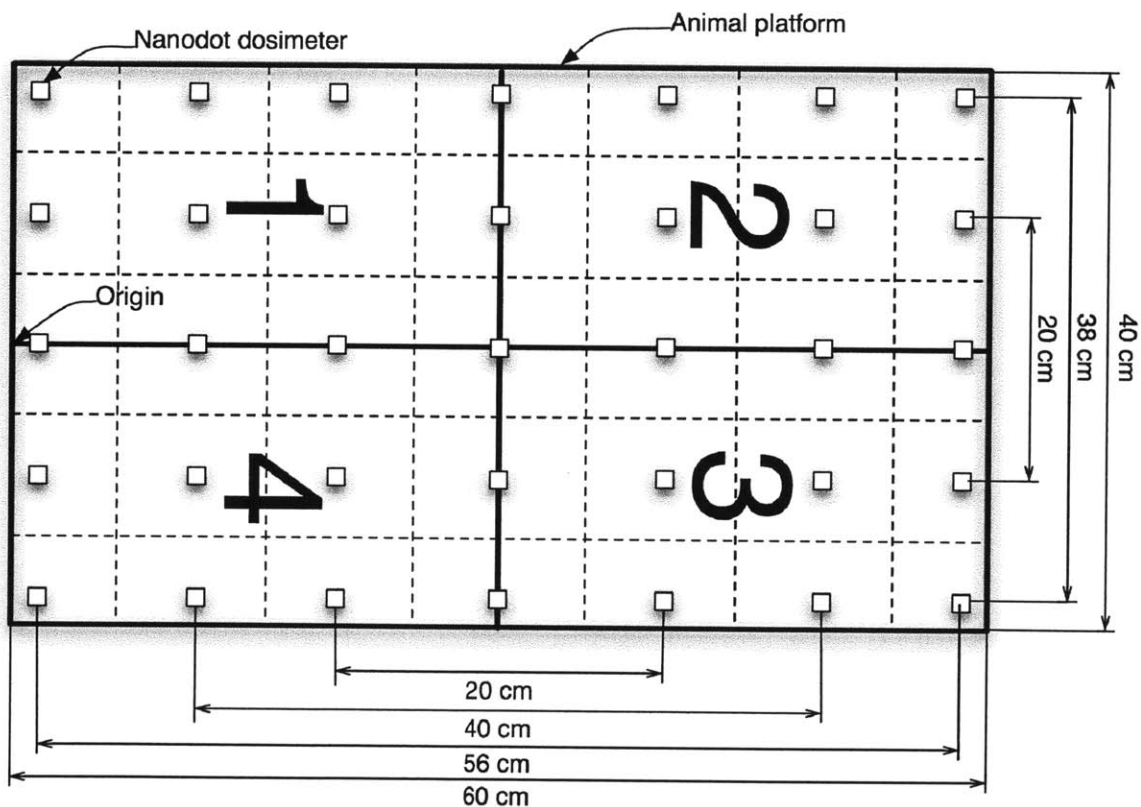 Animal platform
Nanodot dosimeter
1
2
Origin
20 cm
38 cm
40 cm
4
3
20 cm
40 cm
56 cm
60 cm